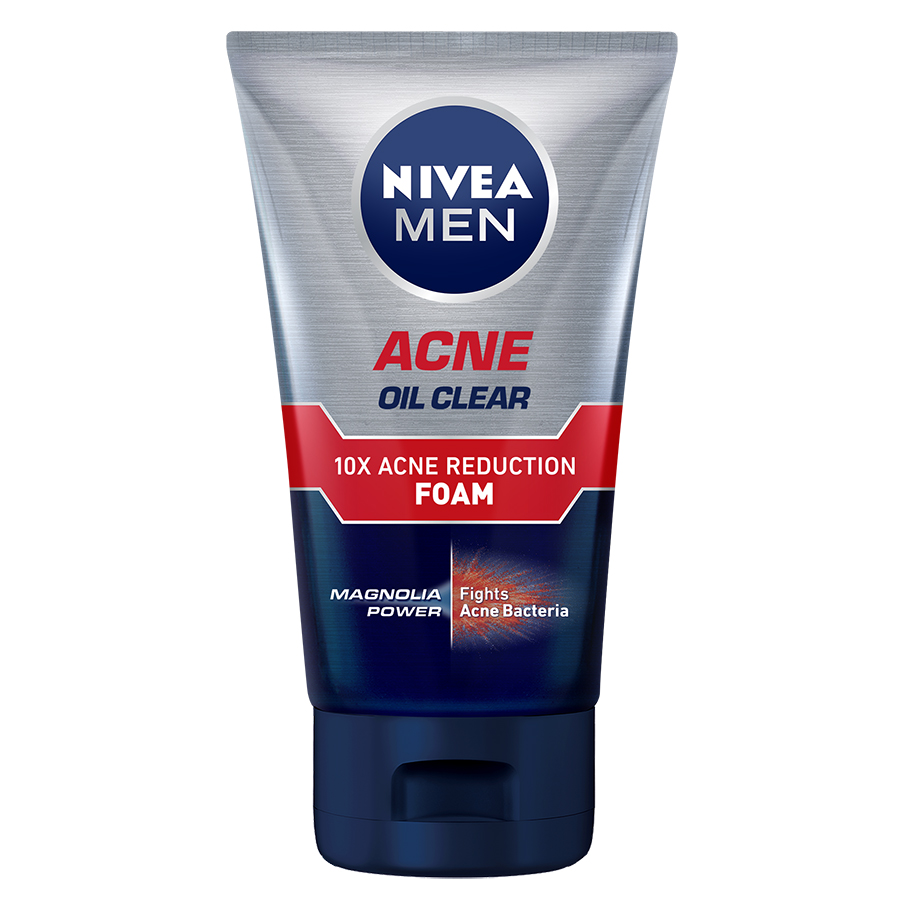 NIVEA
MEN
ACNE
OIL CLEAR
10X ACNE REDUCTION
FOAM
MAGNOLIA
POWER
Fights
Acne Bacteria